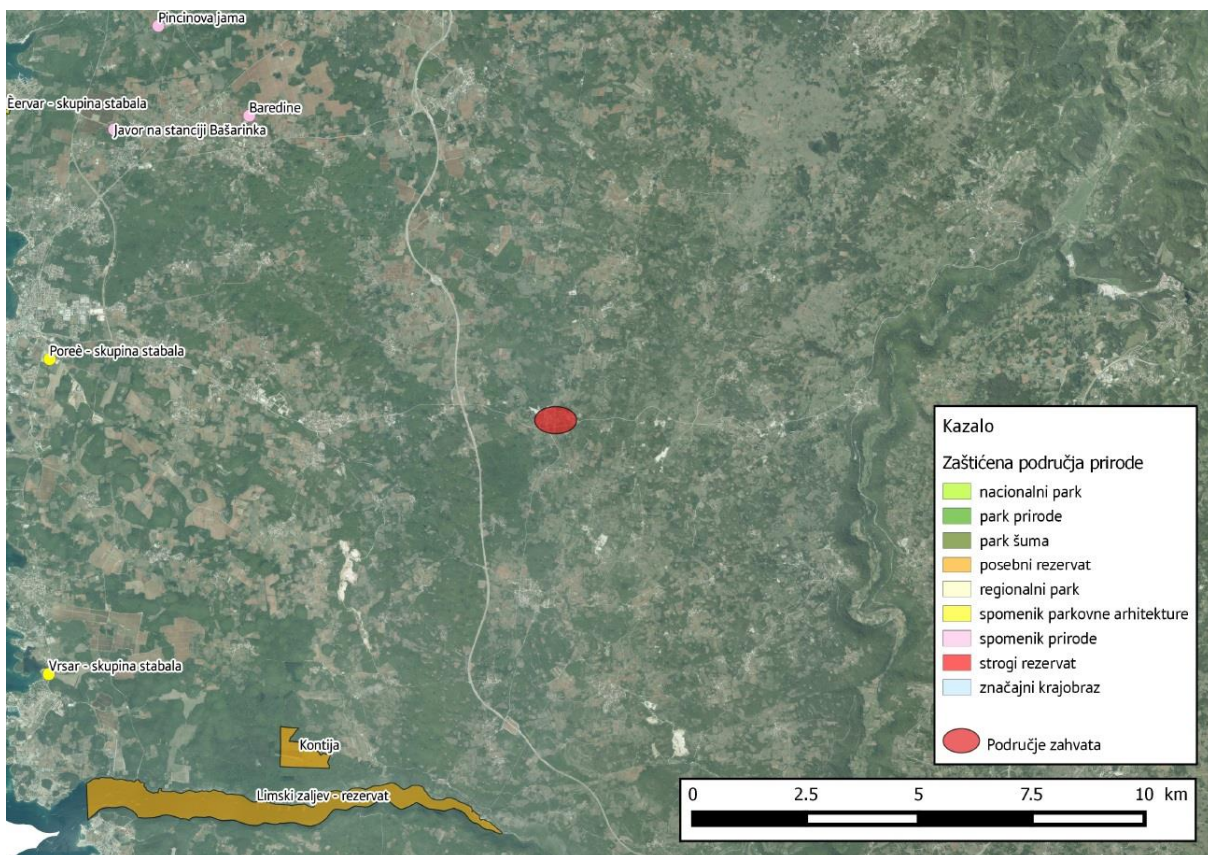 Pincinova jama
Èervar - skupina stabala
Baredine
Javor na stanciji Bašarinka
Poreè - skupina stabala
Vrsar - skupina stabala
Kontija
Limski zaljev - rezervat
Kazalo
Zaštićena područja prirode
nacionalni park
park prirode
park šuma
posebni rezervat
regionalni park
spomenik parkovne arhitekture
spomenik prirode
strogi rezervat
značajni krajobraz
Područje zahvata
0 2.5 5 7.5 10 km